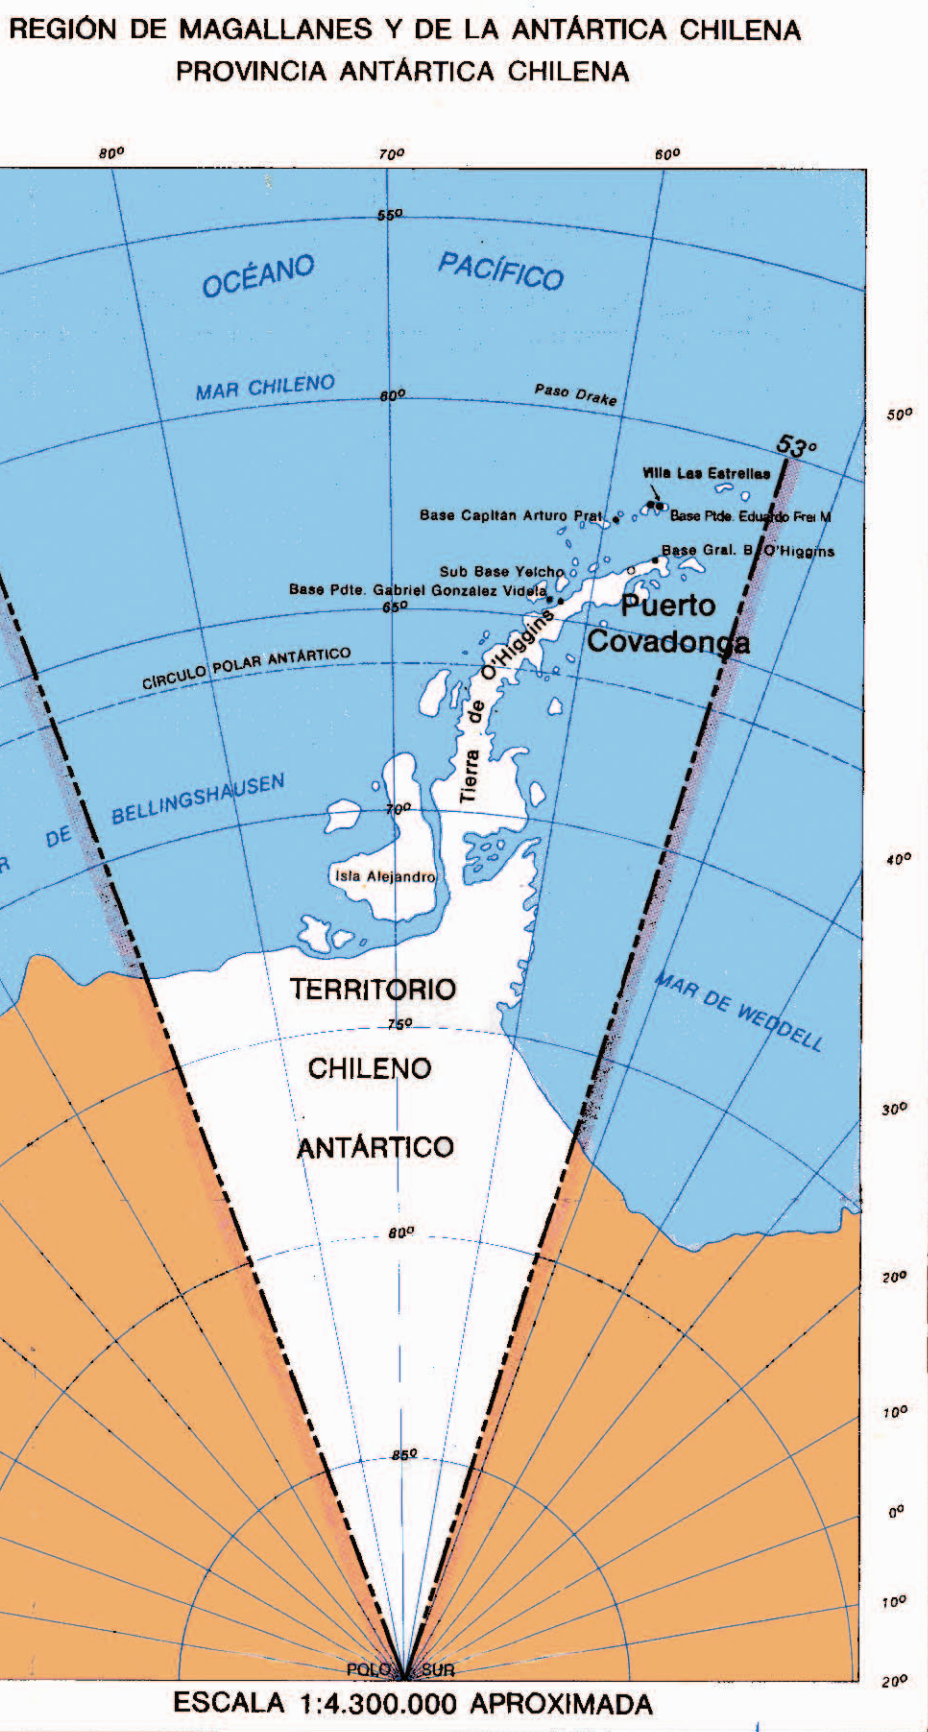 REGIÓN DE MAGALLANES Y DE LA ANTÁRTICA CHILENA
PROVINCIA ANTÁRTICA CHILENA
80º
70º
60º
55º
OCÉANO PACÍFICO
MAR CHILENO
60º
Paso Drake
50º
53º
Villa Las Estrellas
Base Capitán Arturo Prat
Base Ptde. Eduardo Frei M
Base Gral. B. O'Higgins
Sub Base Yelcho
Base Pdte. Gabriel González Videla
65º
Puerto
Covadonga
CÍRCULO POLAR ANTÁRTICO
Tierra de O'Higgins
R DE BELLINGSHAUSEN
70º
40º
Isla Alejandro
TERRITORIO
MAR DE WEDDELL
75º
CHILENO
30º
ANTÁRTICO
80º
20º
10º
85º
0º
10º
POLO SUR
20º
ESCALA 1:4.300.000 APROXIMADA